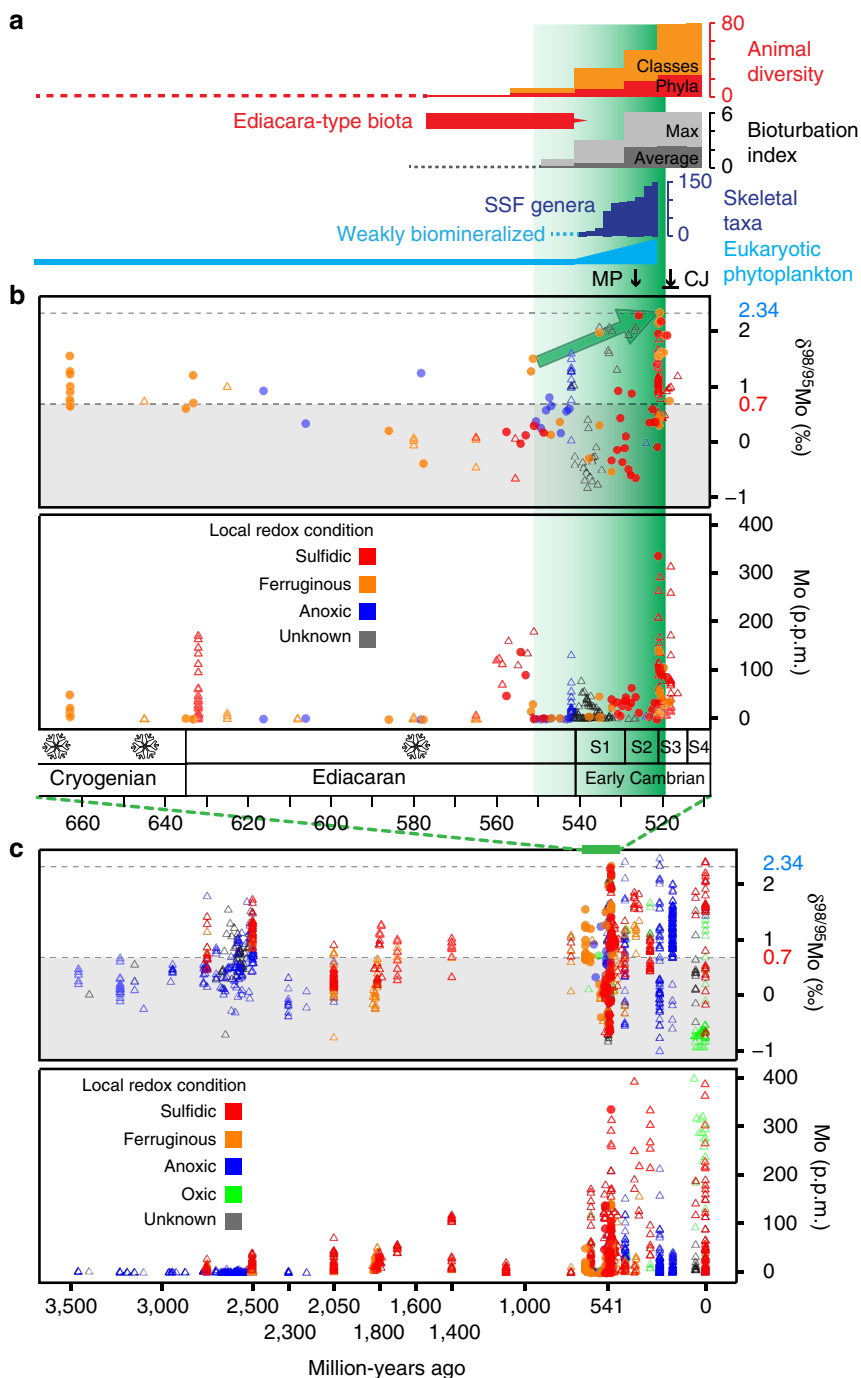 a
80
Classes
Animal
diversity
Phyla
0
Ediacara-type biota
6
Max
Bioturbation
index
Average
0
150
SSF genera
Skeletal
taxa
0
Weakly biomineralized
Eukaryotic
phytoplankton
MP
CJ
b
2.34
2
1
0.7
0
−1
δ98/95Mo (‰)
Local redox condition
Sulfidic
Ferruginous
Anoxic
Unknown
400
300
200
100
0
Mo (p.p.m.)
S1 S2 S3 S4
Cryogenian Ediacaran Early Cambrian
660 640 620 600 580 560 540 520
c
2.34
2
1
0.7
0
−1
δ98/95Mo (‰)
Local redox condition
Sulfidic
Ferruginous
Anoxic
Oxic
Unknown
400
300
200
100
0
Mo (p.p.m.)
3,500 3,000 2,500 2,050 1,600 1,000 541 0
2,300 1,800 1,400
Million-years ago